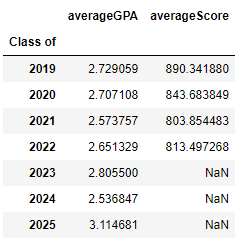 averageGPA averageScore
Class of
2019 2.729059 890.341880
2020 2.707108 843.683849
2021 2.573757 803.854483
2022 2.651329 813.497268
2023 2.805500 NaN
2024 2.536847 NaN
2025 3.114681 NaN